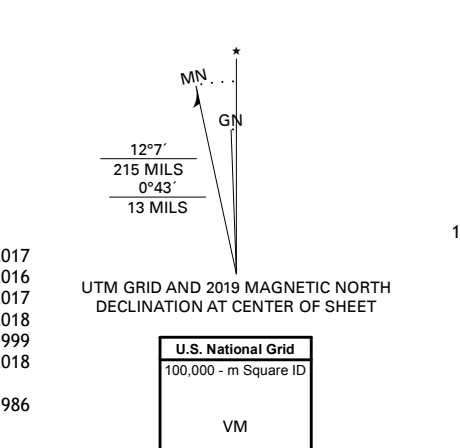 ★
MN
GN
12°7´
215 MILS
0°43´
13 MILS
1
017
016
017
018
999
018
986
UTM GRID AND 2019 MAGNETIC NORTH
DECLINATION AT CENTER OF SHEET
U.S. National Grid
100,000 - m Square ID
VM